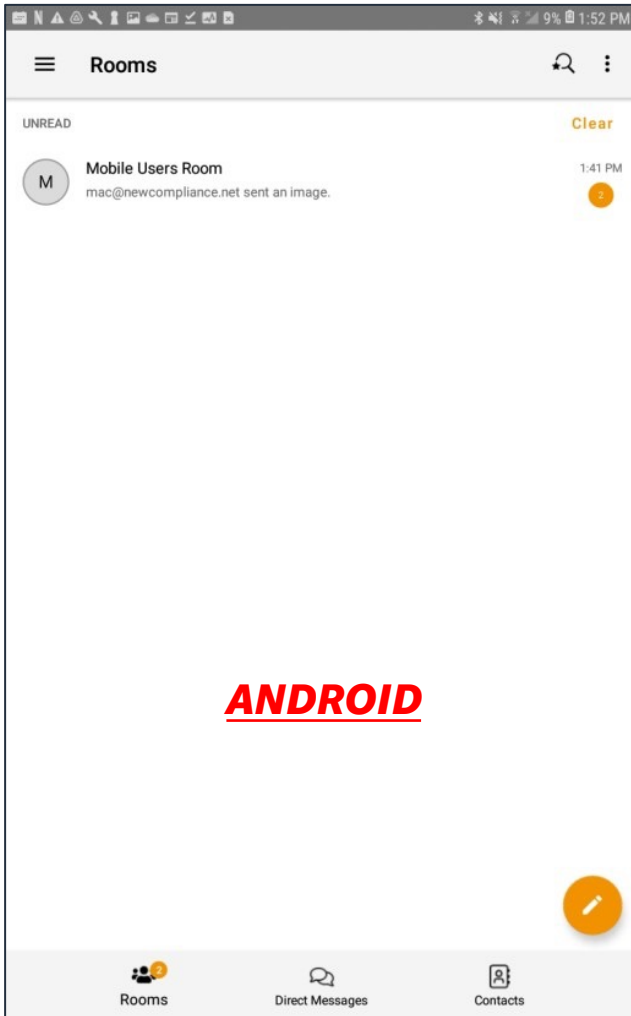 9% 1:52 PM
Rooms
UNREAD
Clear
M
Mobile Users Room
1:41 PM
mac@newcompliance.net sent an image.
2
ANDROID
2
Rooms
Direct Messages
Contacts